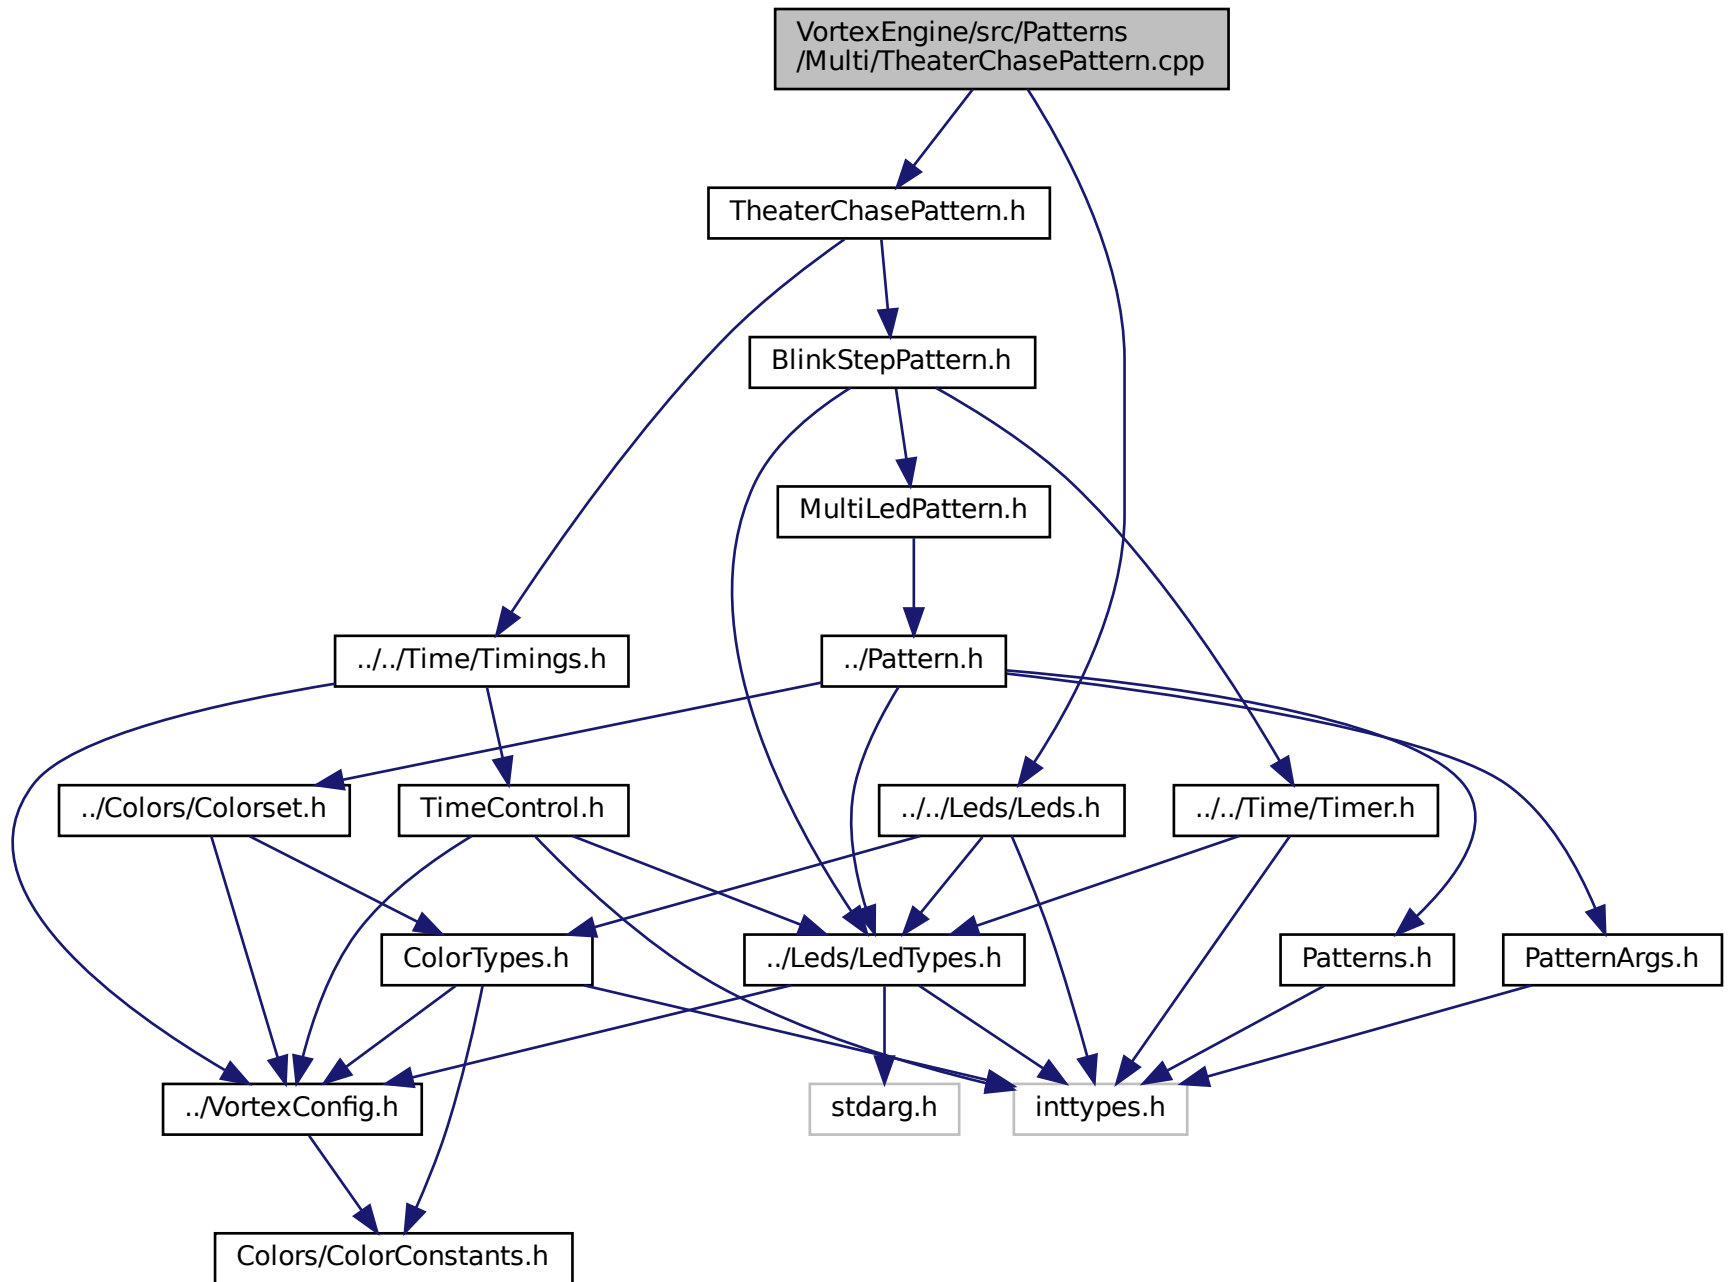 VortexEngine/src/Patterns
/Multi/TheaterChasePattern.cpp
TheaterChasePattern.h
BlinkStepPattern.h
MultiLedPattern.h
../../Time/Timings.h
../Pattern.h
../Colors/Colorset.h
TimeControl.h
../../Leds/Leds.h
../../Time/Timer.h
ColorTypes.h
../Leds/LedTypes.h
Patterns.h
PatternArgs.h
../VortexConfig.h
stdarg.h
inttypes.h
Colors/ColorConstants.h